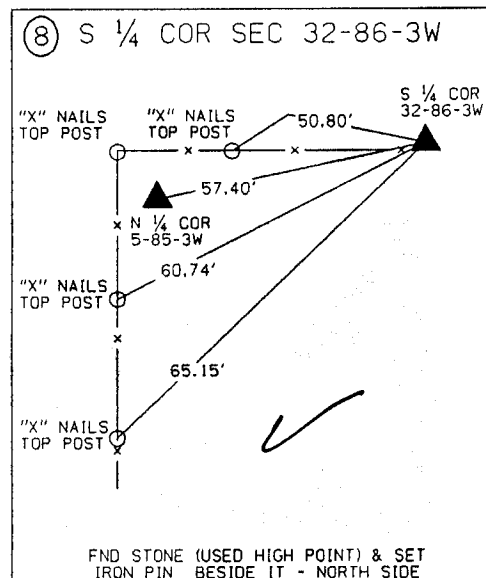 8 S 1/4 COR SEC 32-86-3W
S 1/4 COR
32-86-3W
"X" NAILS
TOP POST
"X" NAILS
TOP POST
50.80'
57.40'
N 1/4 COR
5-85-3W
60.74'
"X" NAILS
TOP POST
65.15'
"X" NAILS
TOP POST
FND STONE (USED HIGH POINT) & SET
IRON PIN BESIDE IT - NORTH SIDE